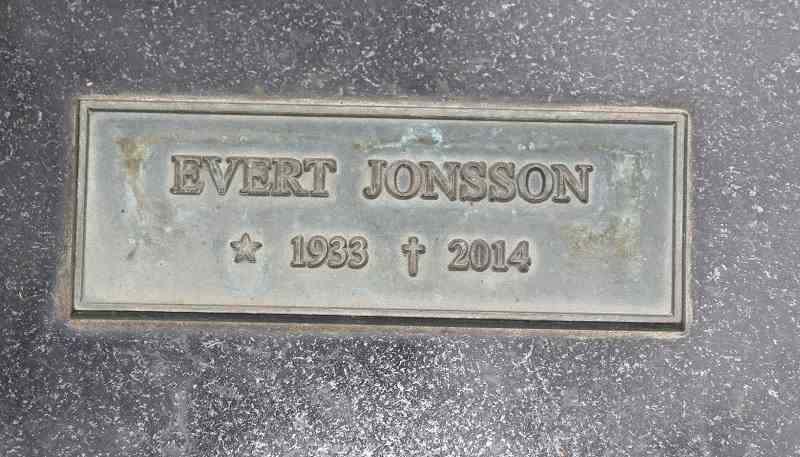 EVERT JONSSON
★ 1933 ✝ 2014